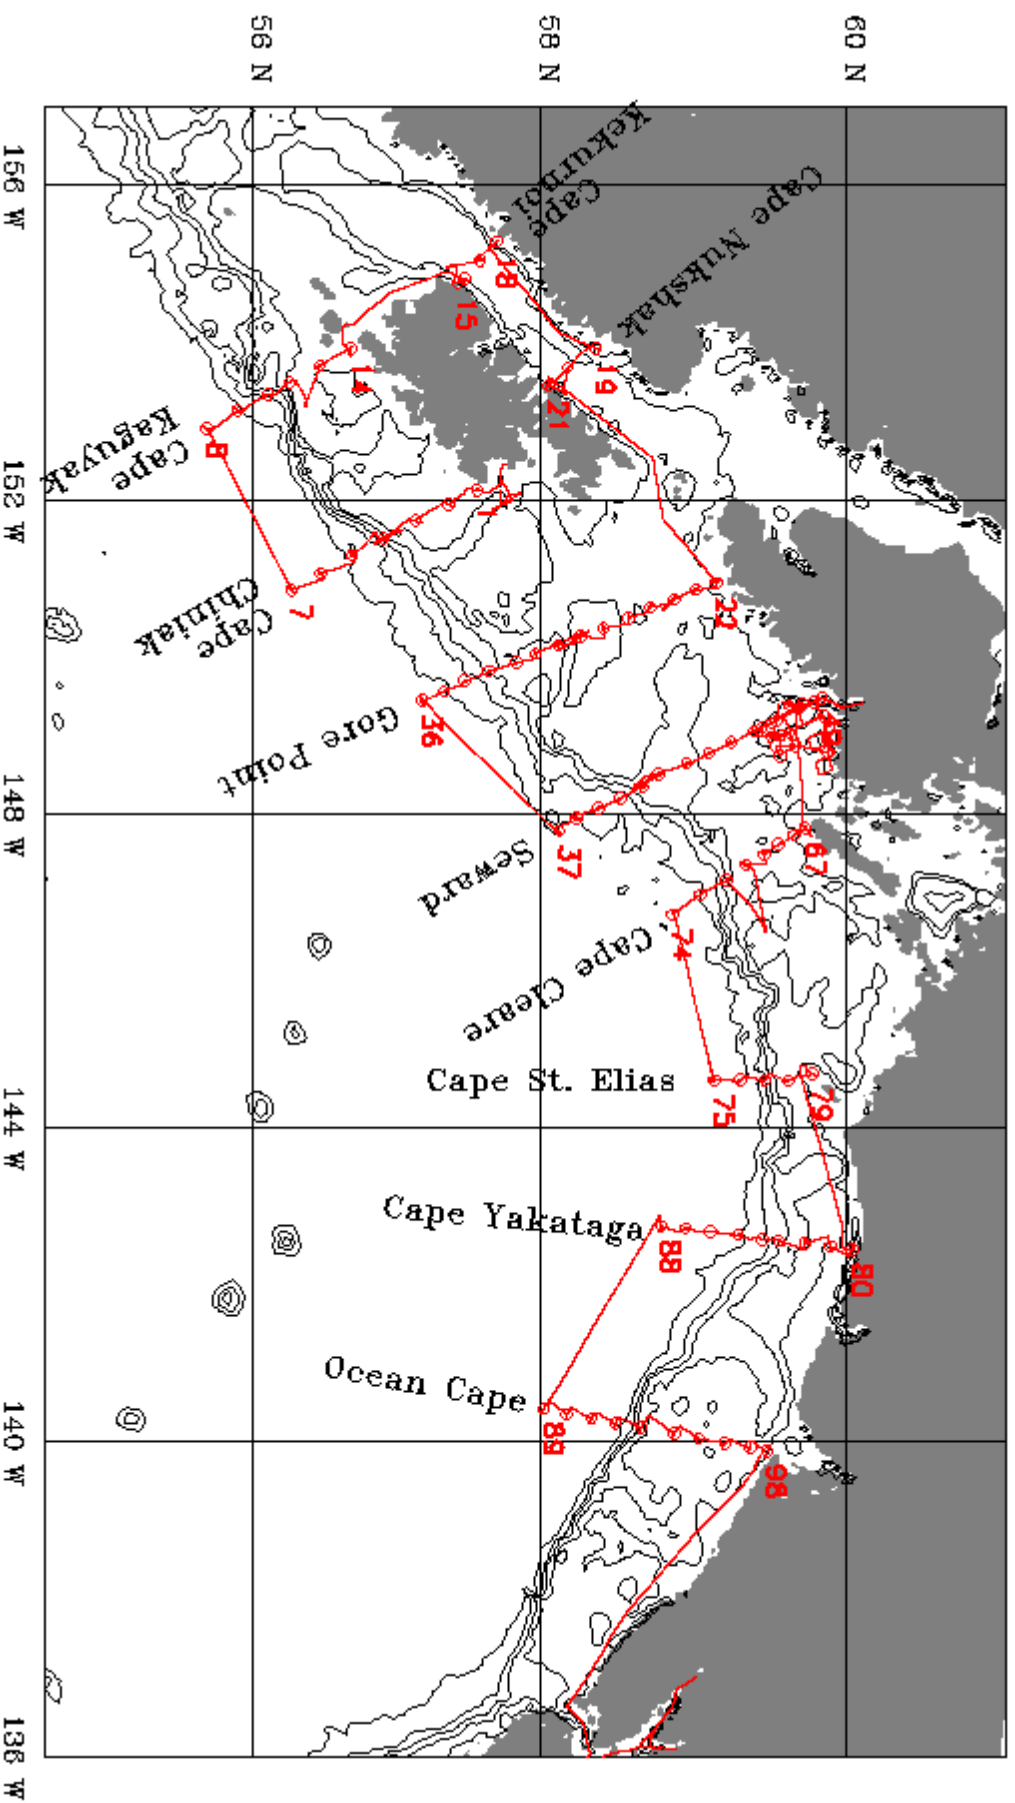 60 N
58 N
56 N
156 W
152 W
148 W
144 W
140 W
136 W
Cape Nukshak
Cape
Kekurnoi
Cape
Kaguyak
Cape
Chiniak
Gore Point
Seward
Cape Cleare
Cape St. Elias
Cape Yakataga
Ocean Cape
1
7
8
14
15
18
19
21
22
36
37
67
74
75
79
80
88
89
98